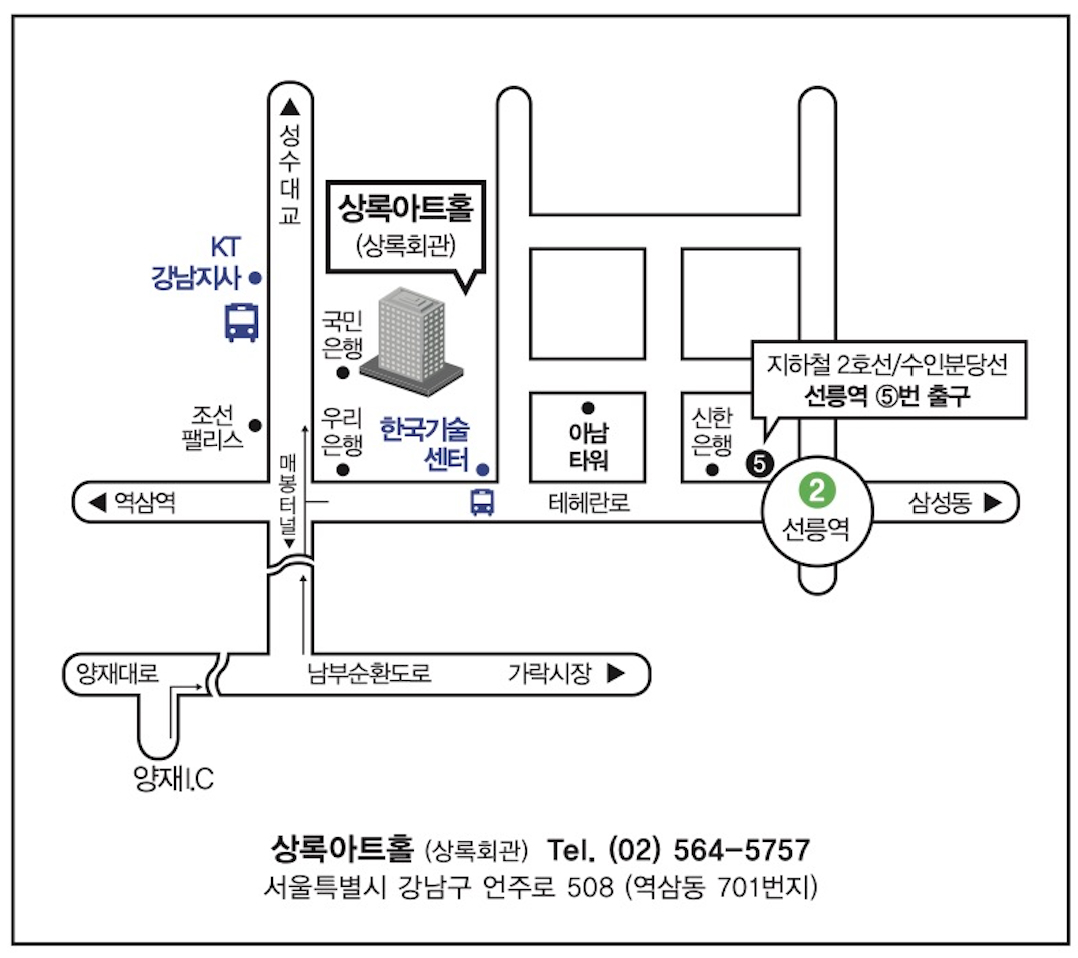 성수대교
상록아트홀
(상록회관)
KT
강남지사
국민
은행
지하철 2호선/수인분당선
선릉역 ⑤번 출구
조선
팰리스
우리
은행
한국기술
센터
아남
타워
신한
은행
5
매봉터널
역삼역
테헤란로
2
선릉역
삼성동
양재대로
남부순환도로
가락시장
양재I.C
상록아트홀 (상록회관) Tel. (02) 564-5757
서울특별시 강남구 언주로 508 (역삼동 701번지)